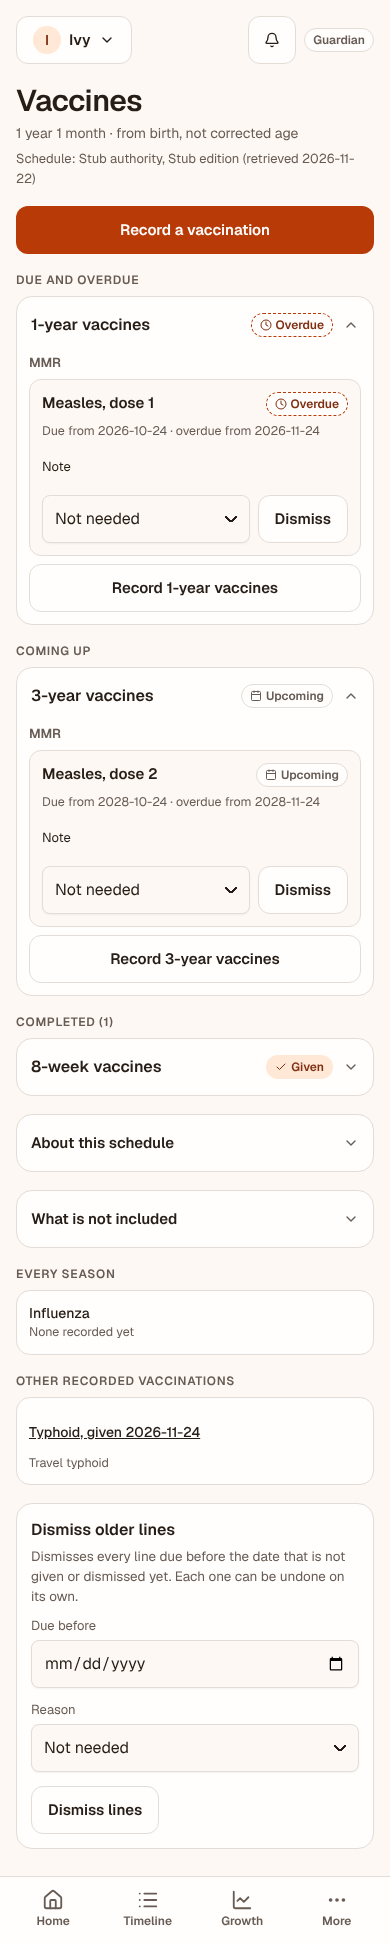 I Ivy Guardian
Vaccines
1 year 1 month · from birth, not corrected age
Schedule: Stub authority, Stub edition (retrieved 2026-11-
22)
Record a vaccination
DUE AND OVERDUE
1-year vaccines Overdue
MMR
Measles, dose 1 Overdue
Due from 2026-10-24 · overdue from 2026-11-24
Note
Not needed Dismiss
Record 1-year vaccines
COMING UP
3-year vaccines Upcoming
MMR
Measles, dose 2 Upcoming
Due from 2028-10-24 · overdue from 2028-11-24
Note
Not needed Dismiss
Record 3-year vaccines
COMPLETED (1)
8-week vaccines Given
About this schedule
What is not included
EVERY SEASON
Influenza
None recorded yet
OTHER RECORDED VACCINATIONS
Typhoid, given 2026-11-24
Travel typhoid
Dismiss older lines
Dismisses every line due before the date that is not
given or dismissed yet. Each one can be undone on
its own.
Due before
mm/dd/yyyy
Reason
Not needed
Dismiss lines
Home Timeline Growth More